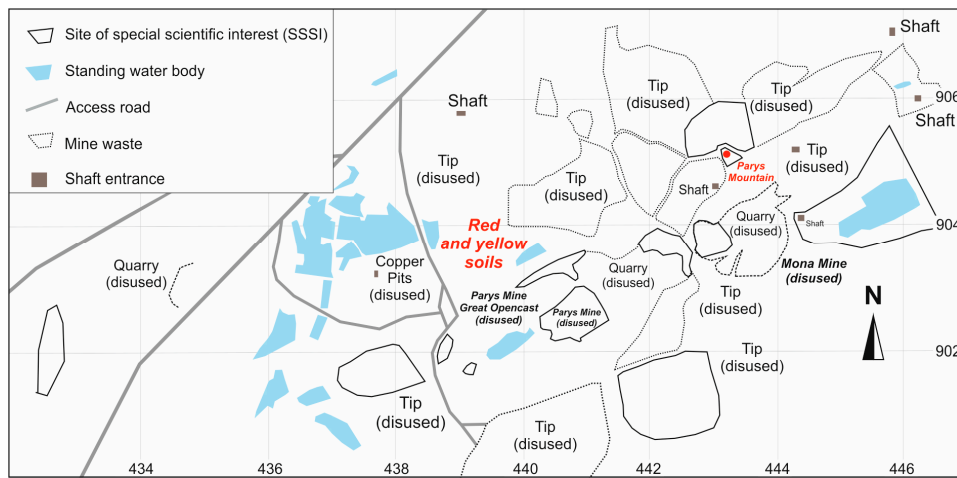 Site of special scientific interest (SSSI)
Standing water body
Access road
Mine waste
Shaft entrance
Shaft
Shaft
Shaft
906
Tip
(disused)
Tip
(disused)
Tip
(disused)
Tip
(disused)
Tip
(disused)
Parys
Mountain
Shaft
Shaft
Quarry
(disused)
904
Red
and yellow
soils
Copper
Pits
(disused)
Quarry
(disused)
Quarry
(disused)
Mona Mine
(disused)
Parys Mine
Great Opencast
(disused)
Parys Mine
(disused)
Tip
(disused)
N
Tip
(disused)
902
Tip
(disused)
Tip
(disused)
434
436
438
440
442
444
446